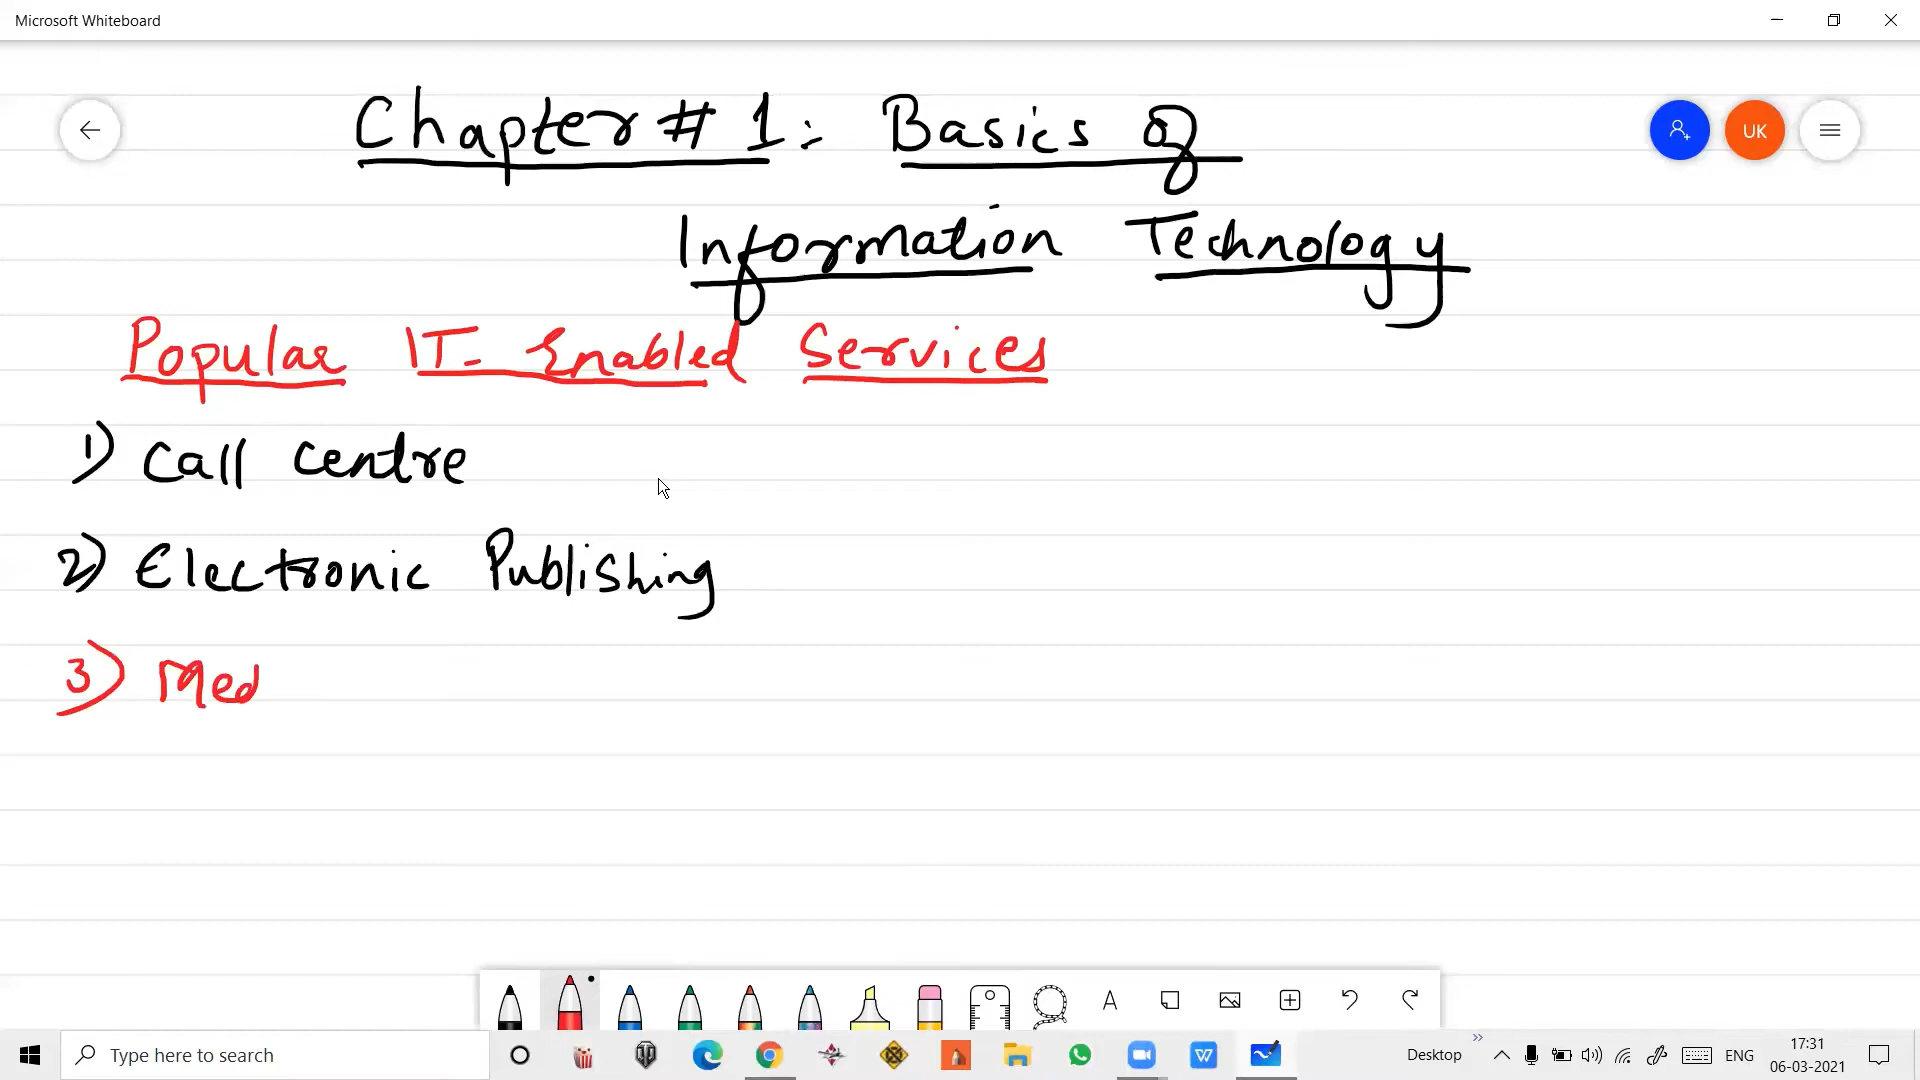 Microsoft Whiteboard
Chapter # 1: Basics of
UK
Information Technology
Popular IT- Enabled Services
1) Call Centre
2) Electronic Publishing
3) Med
Type here to search
Desktop
ENG
17:31
06-03-2021